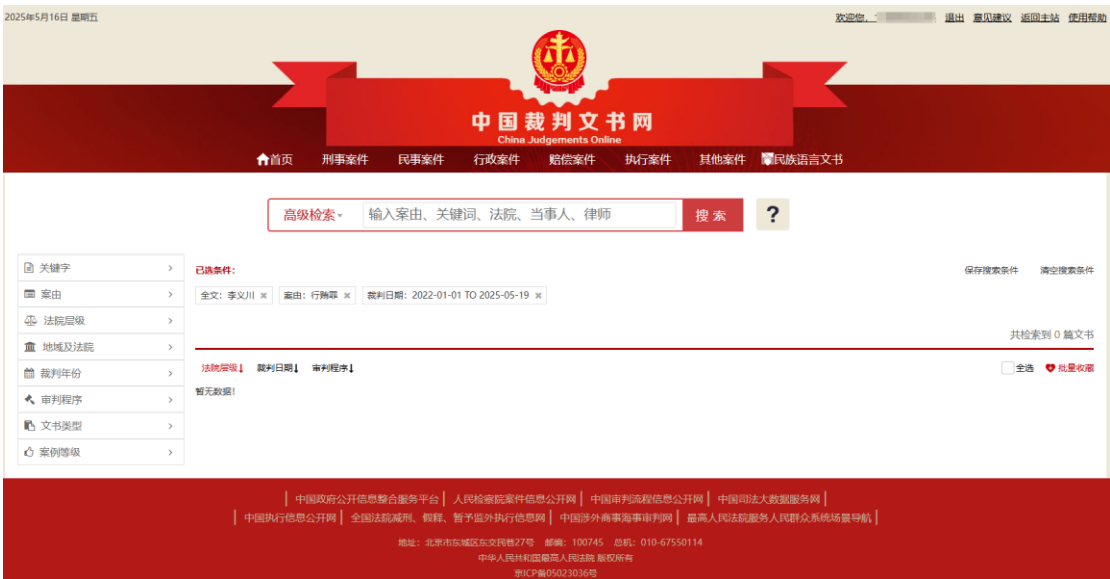 2025年5月16日 星期五
欢迎您，1 退出 意见建议 返回主站 使用帮助
中国裁判文书网
China Judgements Online
首页 刑事案件 民事案件 行政案件 赔偿案件 执行案件 其他案件 民族语言文书
高级检索 输入案由、关键词、法院、当事人、律师 搜索 ?
关键字
案由
法院层级
地域及法院
裁判年份
审判程序
文书类型
案例等级
已选条件： 保存搜索条件 清空搜索条件
全文：李义川 × 案由：行贿罪 × 裁判日期：2022-01-01 TO 2025-05-19 ×
共检索到 0 篇文书
法院层级 裁判日期 审判程序 全选 批量收藏
暂无数据!
中国政府公开信息整合服务平台 | 人民检察院案件信息公开网 | 中国审判流程信息公开网 | 中国司法大数据服务网 |
中国执行信息公开网 | 全国法院减刑、假释、暂予监外执行信息网 | 中国涉外商事海事审判网 | 最高人民法院服务人民群众系统场景导航 |
地址：北京市东城区东交民巷27号 邮编：100745 总机：010-67550114
中华人民共和国最高人民法院 版权所有
京ICP备05023036号